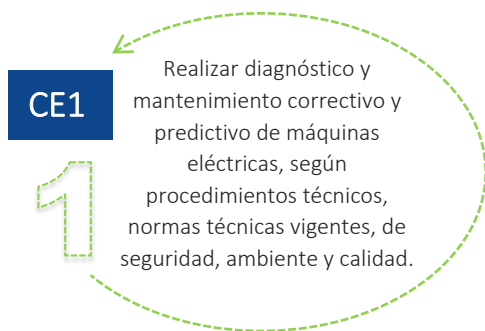 CE1
1
Realizar diagnóstico y
mantenimiento correctivo y
predictivo de máquinas
eléctricas, según
procedimientos técnicos,
normas técnicas vigentes, de
seguridad, ambiente y calidad.